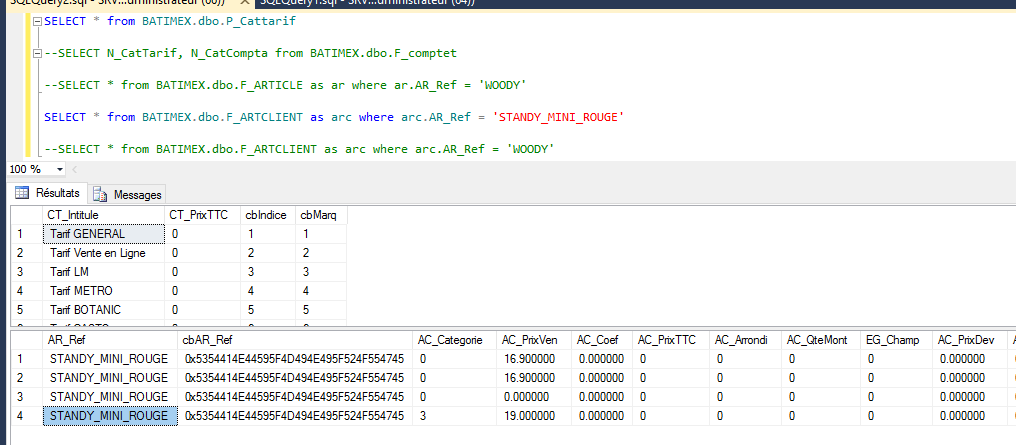 SQLQuery2.sql - SRV...dministrateur (66))
SQLQuery1.sql - SRV...dministrateur (64))
SELECT * from BATIMEX.dbo.P_Cattarif
--SELECT N_CatTarif, N_CatCompta from BATIMEX.dbo.F_comptet
--SELECT * from BATIMEX.dbo.F_ARTICLE as ar where ar.AR_Ref = 'WOODY'
SELECT * from BATIMEX.dbo.F_ARTCLIENT as arc where arc.AR_Ref = 'STANDY_MINI_ROUGE'
--SELECT * from BATIMEX.dbo.F_ARTCLIENT as arc where arc.AR_Ref = 'WOODY'
100 %
Résultats Messages
CT_Intitule CT_PrixTTC cbIndice cbMarq
1 Tarif GENERAL 0 1 1
2 Tarif Vente en Ligne 0 2 2
3 Tarif LM 0 3 3
4 Tarif METRO 0 4 4
5 Tarif BOTANIC 0 5 5
AR_Ref cbAR_Ref AC_Categorie AC_PrixVen AC_Coef AC_PrixTTC AC_Arrondi AC_QteMont EG_Champ AC_PrixDev
1 STANDY_MINI_ROUGE 0x5354414E44595F4D494E495F524F554745 0 16.900000 0.000000 0 0 0 0 0.000000
2 STANDY_MINI_ROUGE 0x5354414E44595F4D494E495F524F554745 0 16.900000 0.000000 0 0 0 0 0.000000
3 STANDY_MINI_ROUGE 0x5354414E44595F4D494E495F524F554745 0 0.000000 0.000000 0 0 0 0 0.000000
4 STANDY_MINI_ROUGE 0x5354414E44595F4D494E495F524F554745 3 19.000000 0.000000 0 0 0 0 0.000000